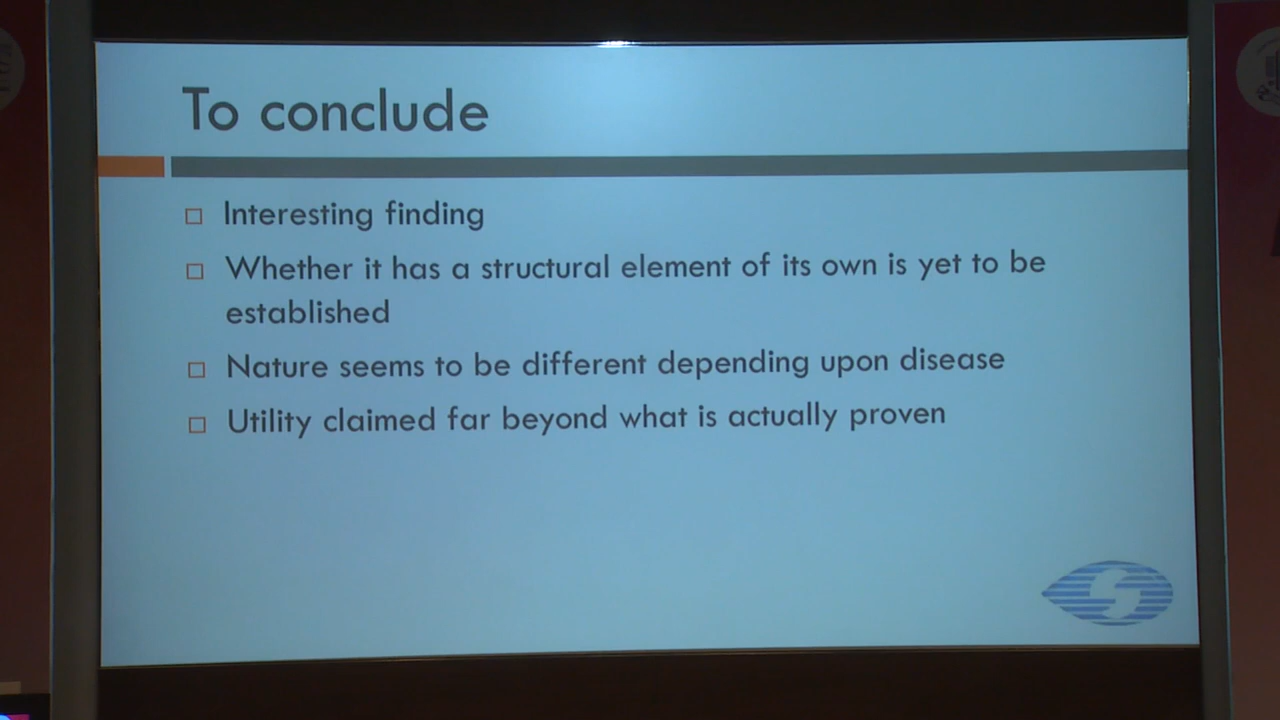 To conclude
Interesting finding
Whether it has a structural element of its own is yet to be
established
Nature seems to be different depending upon disease
Utility claimed far beyond what is actually proven